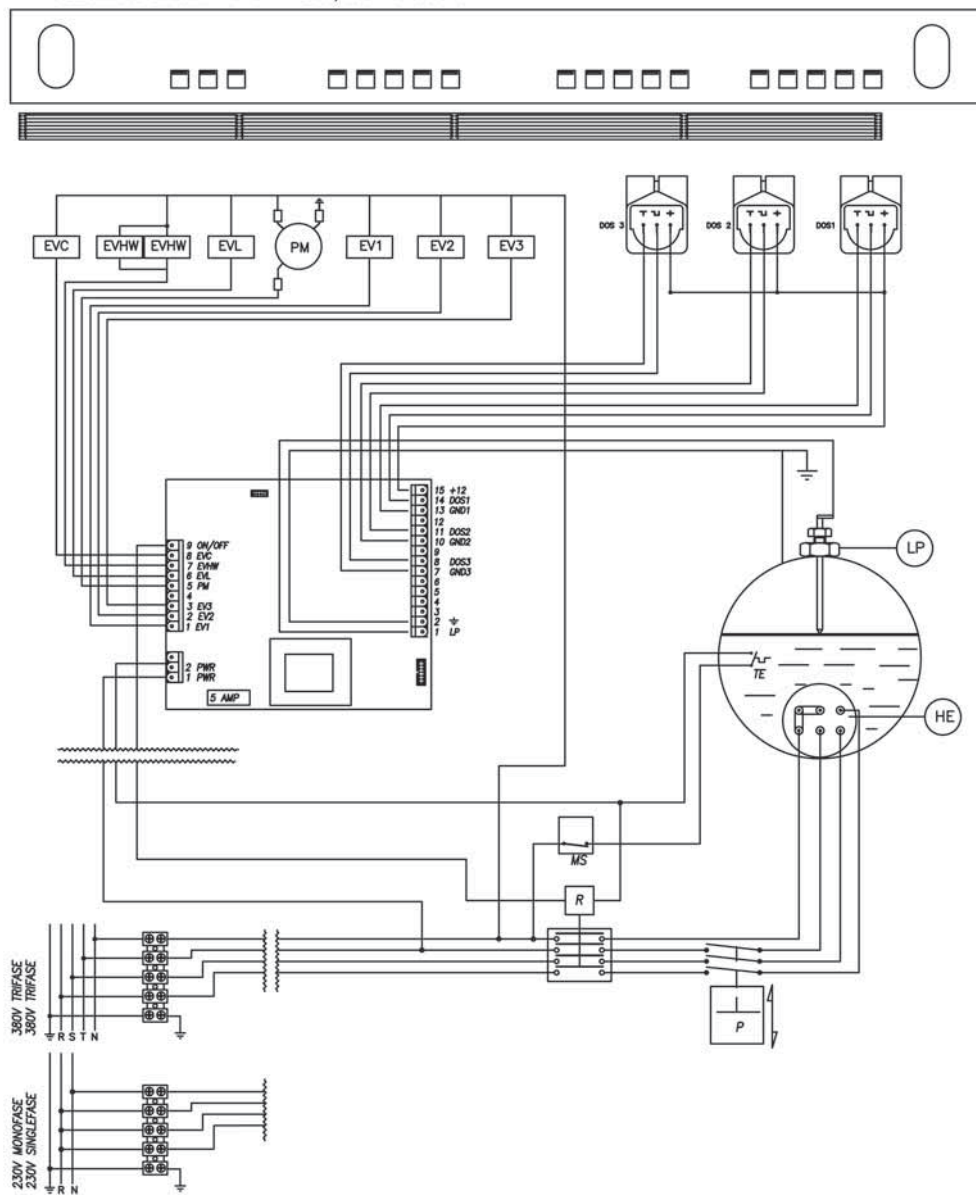 DOS 3
DOS 2
DOS1
EVC
EVHW
EVHW
EVL
PM
EV1
EV2
EV3
15 +12
14 DOS1
13 GND1
12
11 DOS2
10 GND2
9
8 DOS3
7 GND3
6
5
4
3
2
1 LP
9 ON/OFF
8 EVC
7 EVHW
6 EVL
5 PM
4
3 EV3
2 EV2
1 EV1
2 PWR
1 PWR
5 AMP
LP
TE
HE
MS
R
P
380V TRIFASE
380V TRIFASE
R S T N
230V MONOFASE
230V SINGLEFASE
R N